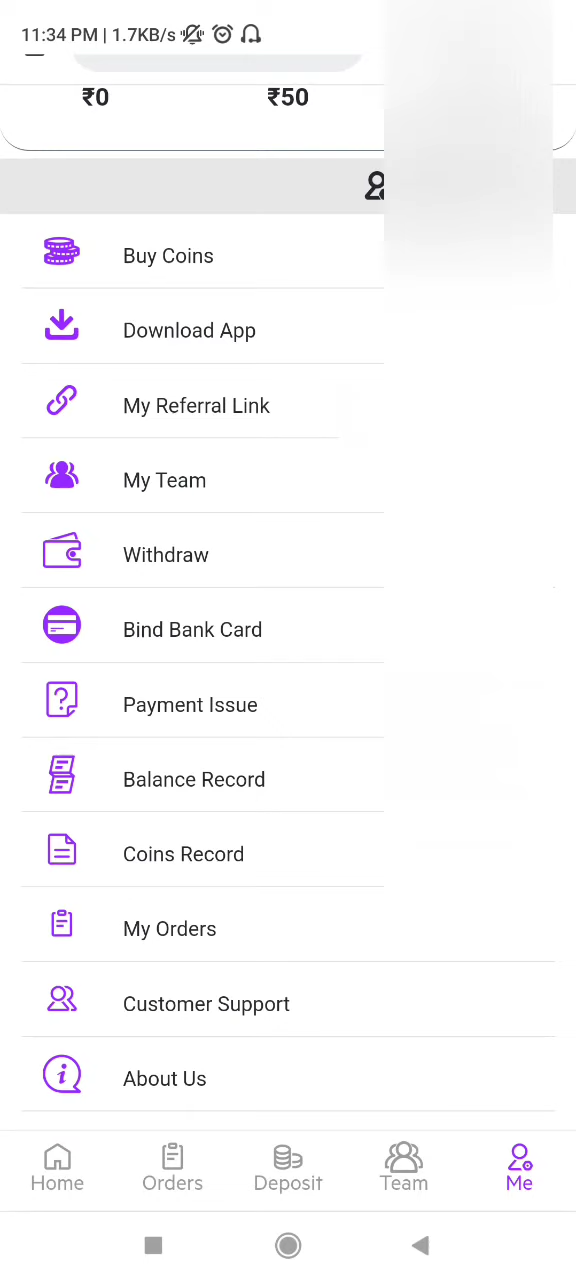 11:34 PM | 1.7KB/s
₹0 ₹50
Buy Coins
Download App
My Referral Link
My Team
Withdraw
Bind Bank Card
Payment Issue
Balance Record
Coins Record
My Orders
Customer Support
About Us
Home Orders Deposit Team Me